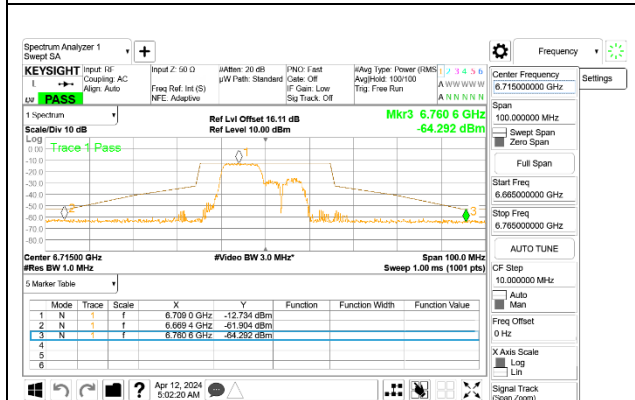 Spectrum Analyzer 1
Swept SA
Frequency
KEYSIGHT Input: RF Input Z: 50 Ω #Atten: 20 dB PNO: Fast #Avg Type: Power (RMS 1 2 3 4 5 6
L Coupling: AC µW Path: Standard Gate: Off Avg|Hold: 100/100 A W W W W W
Align: Auto Freq Ref: Int (S) IF Gain: Low Trig: Free Run
PASS NFE: Adaptive Sig Track: Off A N N N N N
Center Frequency
6.715000000 GHz
Settings
1 Spectrum Ref Lvl Offset 16.11 dB Mkr3 6.760 6 GHz
Scale/Div 10 dB Ref Level 10.00 dBm -64.292 dBm
Log
Trace 1 Pass
0.00
-10.0
-20.0
-30.0
-40.0
-50.0
-60.0
-70.0
-80.0
1
2
3
Center 6.71500 GHz #Video BW 3.0 MHz* Span 100.0 MHz
#Res BW 1.0 MHz Sweep 1.00 ms (1001 pts)
Span
100.000000 MHz
Swept Span
Zero Span
Full Span
Start Freq
6.665000000 GHz
Stop Freq
6.765000000 GHz
AUTO TUNE
CF Step
10.000000 MHz
Auto
Man
Freq Offset
0 Hz
X Axis Scale
Log
Lin
Signal Track
(Span Zoom)
5 Marker Table
Mode Trace Scale X Y Function Function Width Function Value
1 N 1 f 6.709 0 GHz -12.734 dBm
2 N 1 f 6.669 4 GHz -61.904 dBm
3 N 1 f 6.760 6 GHz -64.292 dBm
4
5
6
? Apr 12, 2024
5:02:20 AM